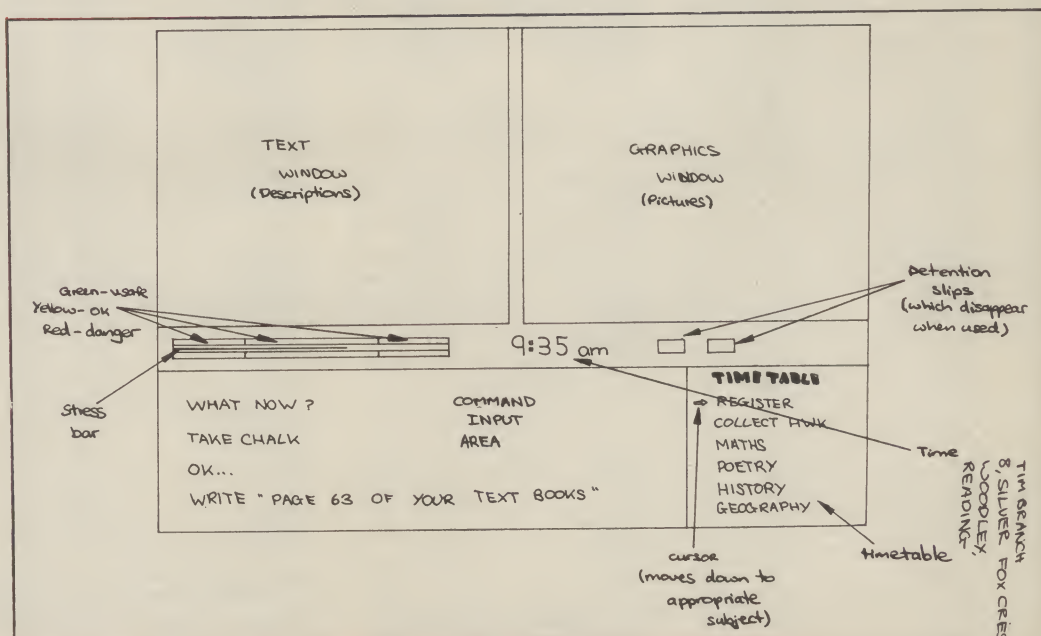 TEXT
WINDOW
(Descriptions)
GRAPHICS
WINDOW
(Pictures)
Green-safe
Yellow-ok
Red-danger
Stress
bar
9:35 am
Detention
slips
(which disappear
when used)
WHAT NOW?
TAKE CHALK
OK...
WRITE "PAGE 63 OF YOUR TEXT BOOKS"
COMMAND
INPUT
AREA
TIME TABLE
REGISTER
COLLECT HWK
MATHS
POETRY
HISTORY
GEOGRAPHY
Time
timetable
cursor
(moves down to
appropriate
subject)
TIM BRANCH
8, SILVER FOX CRES
WOODLEY,
READING